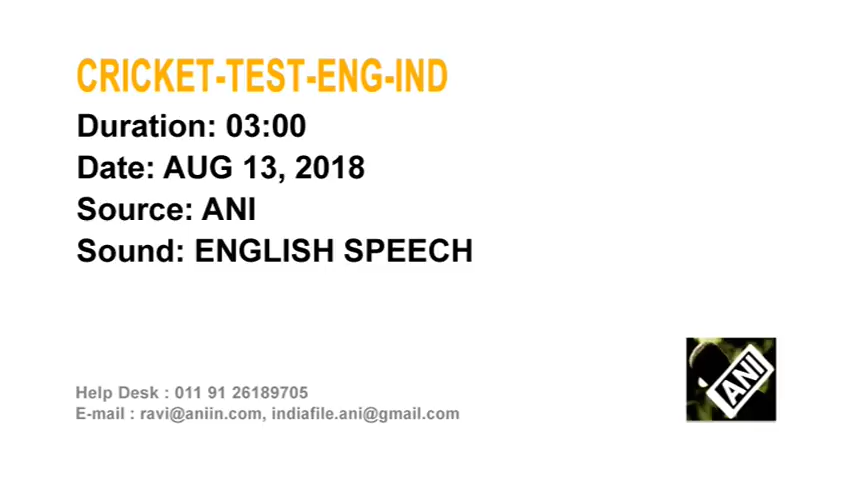 CRICKET-TEST-ENG-IND
Duration: 03:00
Date: AUG 13, 2018
Source: ANI
Sound: ENGLISH SPEECH
ANI
Help Desk : 011 91 26189705
E-mail : ravi@aniin.com, indiafile.ani@gmail.com